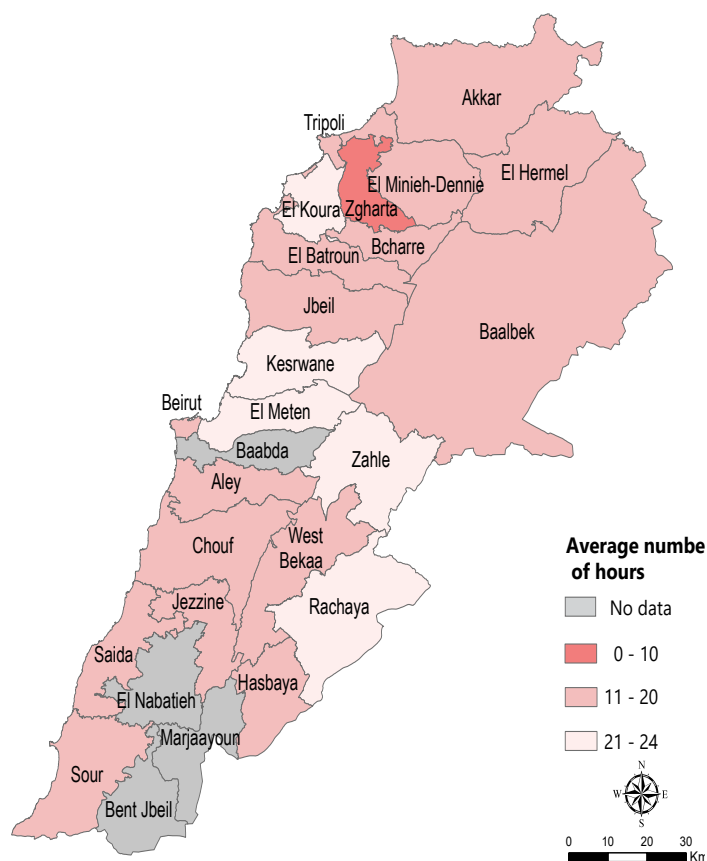 Akkar
Tripoli
El Hermel
El Minieh-Dennie
El Koura
Zgharta
Bcharre
El Batroun
Jbeil
Baalbek
Kesrwane
Beirut
El Meten
Baabda
Zahle
Aley
West
Bekaa
Chouf
Jezzine
Rachaya
Saida
Hasbaya
El Nabatieh
Marjaayoun
Sour
Bent Jbeil
Average numbe
of hours
No data
0 - 10
11 - 20
21 - 24
N
W E
S
0 10 20 30
Km